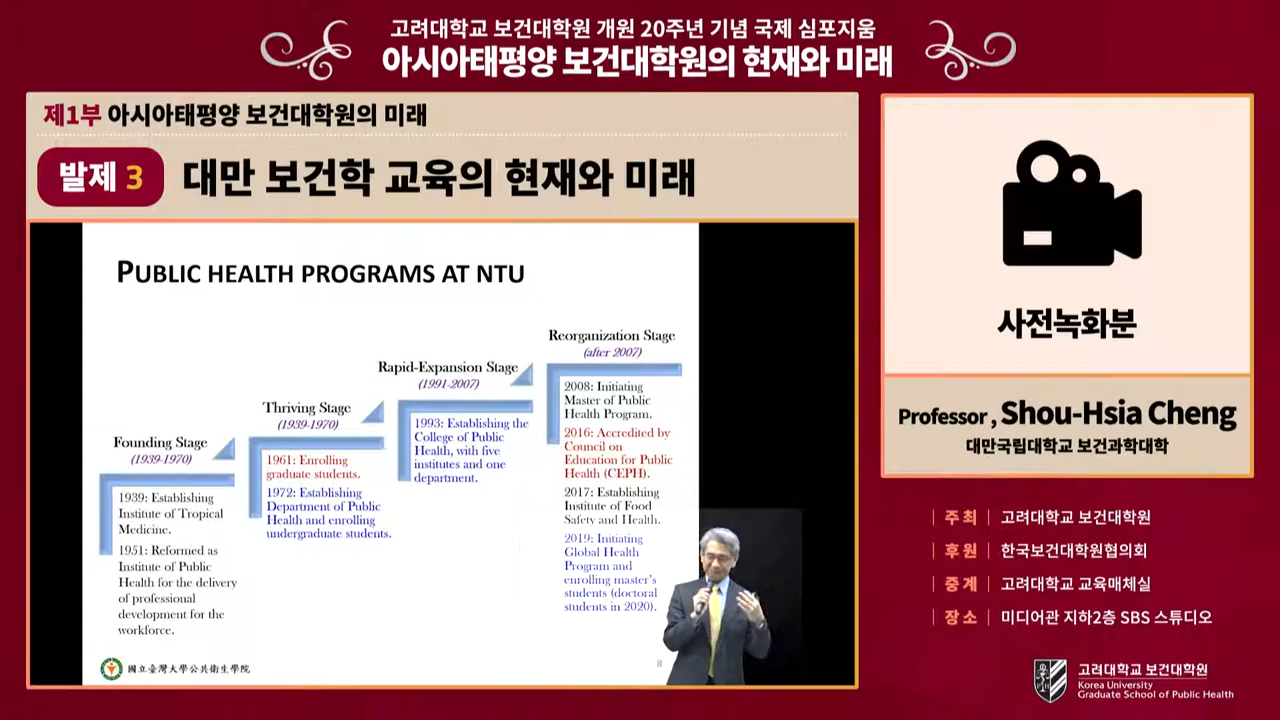 고려대학교 보건대학원 개원 20주년 기념 국제 심포지움
아시아태평양 보건대학원의 현재와 미래
제1부 아시아태평양 보건대학원의 미래
발제 3 대만 보건학 교육의 현재와 미래
PUBLIC HEALTH PROGRAMS AT NTU
Founding Stage
(1939-1970)
1939: Establishing
Institute of Tropical
Medicine.
1951: Reformed as
Institute of Public
Health for the delivery
of professional
development for the
workforce.
Thriving Stage
(1939-1970)
1961: Enrolling
graduate students.
1972: Establishing
Department of Public
Health and enrolling
undergraduate students.
Rapid-Expansion Stage
(1991-2007)
1993: Establishing the
College of Public
Health, with five
institutes and one
department.
Reorganization Stage
(after 2007)
2008: Initiating
Master of Public
Health Program.
2016: Accredited by
Council on
Education for Public
Health (CEPH).
2017: Establishing
Institute of Food
Safety and Health.
2019: Initiating
Global Health
Program and
enrolling master's
students (doctoral
students in 2020).
國立臺灣大學公共衛生學院
8
사전녹화분
Professor , Shou-Hsia Cheng
대만국립대학교 보건과학대학
주최 고려대학교 보건대학원
후원 한국보건대학원협의회
중계 고려대학교 교육매체실
장소 미디어관 지하2층 SBS 스튜디오
고려대학교 보건대학원
Korea University
Graduate School of Public Health